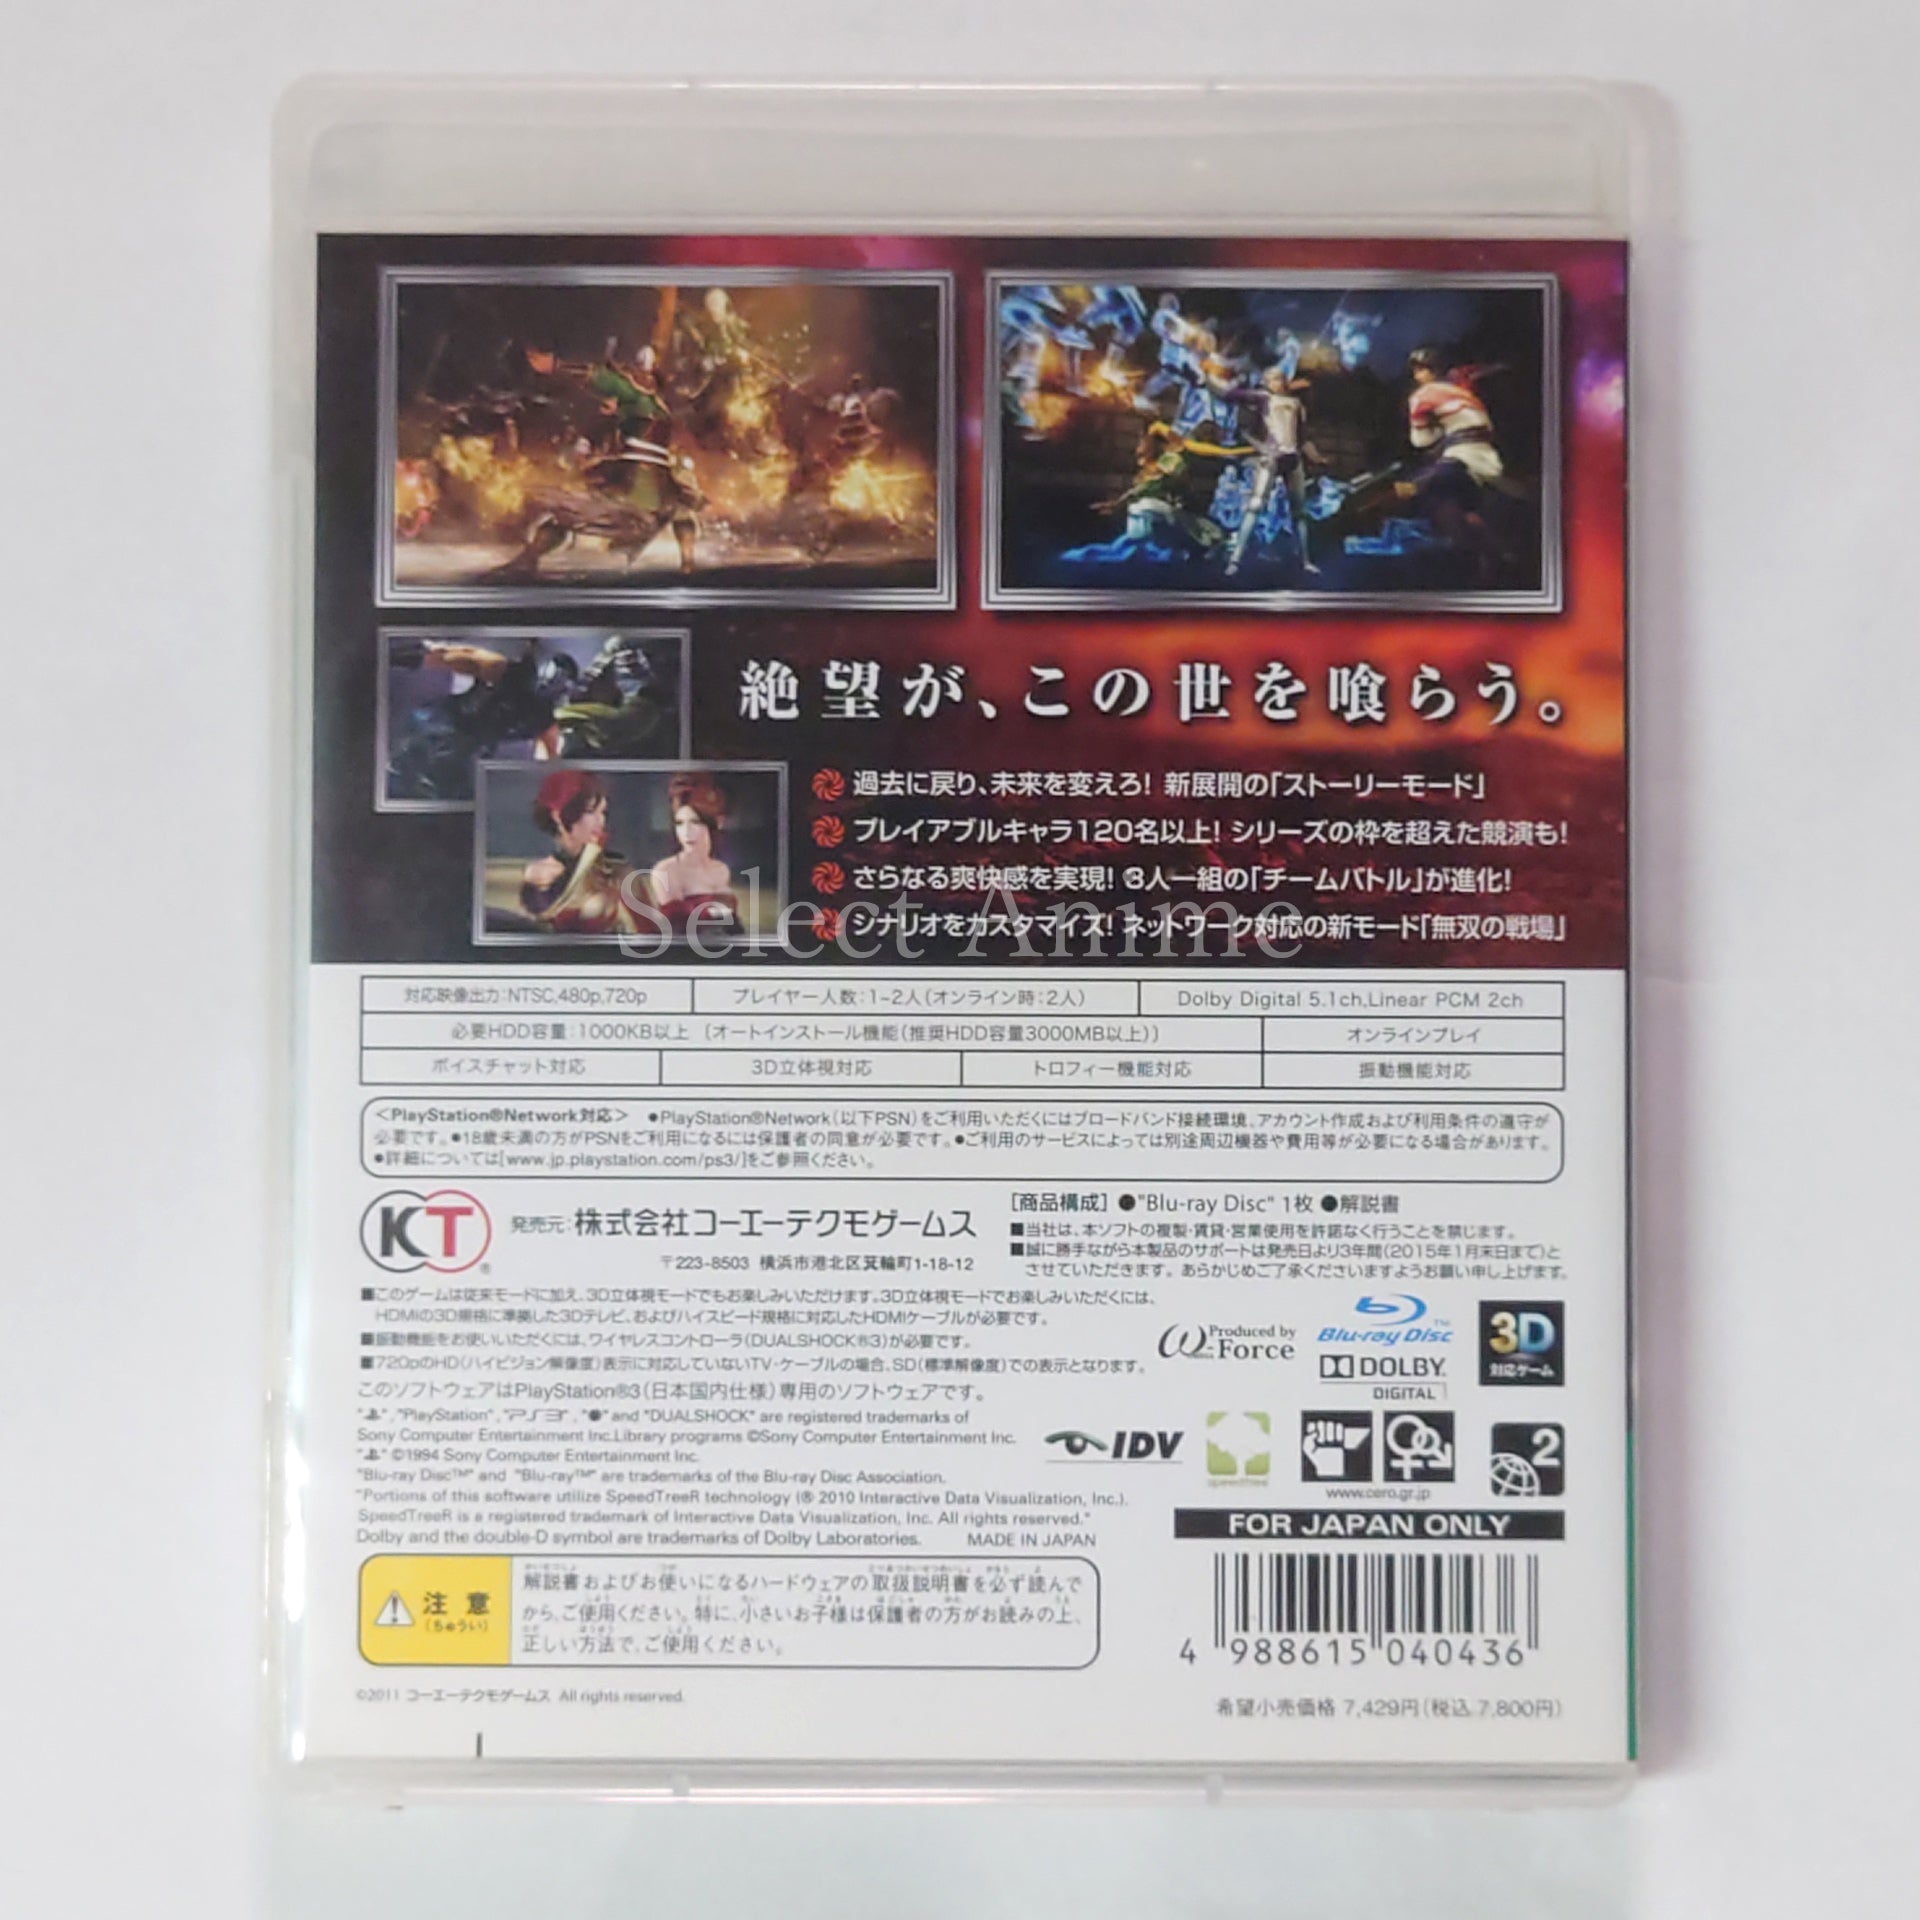 絶望が、この世を喰らう。
過去に戻り、未来を変えろ! 新展開の「ストーリーモード」
プレイアブルキャラ120名以上! シリーズの枠を超えた競演も!
さらなる爽快感を実現! 3人一組の「チームバトル」が進化!
シナリオをカスタマイズ! ネットワーク対応の新モード「無双の戦場」
Select Anime
対応映像出力:NTSC,480p,720p
プレイヤー人数:1~2人(オンライン時:2人)
Dolby Digital 5.1ch,Linear PCM 2ch
必要HDD容量:1000KB以上 〔オートインストール機能(推奨HDD容量3000MB以上)〕
オンラインプレイ
ボイスチャット対応
3D立体視対応
トロフィー機能対応
振動機能対応
<PlayStation®Network対応> ●PlayStation®Network(以下PSN)をご利用いただくにはブロードバンド接続環境、アカウント作成および利用条件の遵守が
必要です。●18歳未満の方がPSNをご利用になるには保護者の同意が必要です。●ご利用のサービスによっては別途周辺機器や費用等が必要になる場合があります。
●詳細については[www.jp.playstation.com/ps3/]をご参照ください。
KT
®
発売元:株式会社コーエーテクモゲームス
〒223-8503 横浜市港北区箕輪町1-18-12
[商品構成] ●"Blu-ray Disc" 1枚 ●解説書
■当社は、本ソフトの複製・賃貸・営業使用を許諾なく行うことを禁じます。
■誠に勝手ながら本製品のサポートは発売日より3年間(2015年1月末日まで)と
させていただきます。あらかじめご了承くださいますようお願い申し上げます。
■このゲームは従来モードに加え、3D立体視モードでもお楽しみいただけます。3D立体視モードでお楽しみいただくには、
HDMIの3D規格に準拠した3Dテレビ、およびハイスピード規格に対応したHDMIケーブルが必要です。
■振動機能をお使いいただくには、ワイヤレスコントローラ(DUALSHOCK®3)が必要です。
■720pのHD(ハイビジョン解像度)表示に対応していないTV・ケーブルの場合、SD(標準解像度)での表示となります。
このソフトウェアはPlayStation®3(日本国内仕様)専用のソフトウェアです。
", "PlayStation", "PS3", " " and "DUALSHOCK" are registered trademarks of
Sony Computer Entertainment Inc.Library programs ©Sony Computer Entertainment Inc.
" " ©1994 Sony Computer Entertainment Inc.
"Blu-ray Disc™" and "Blu-ray™" are trademarks of the Blu-ray Disc Association.
"Portions of this software utilize SpeedTreeR technology (® 2010 Interactive Data Visualization, Inc.).
SpeedTreeR is a registered trademark of Interactive Data Visualization, Inc. All rights reserved."
Dolby and the double-D symbol are trademarks of Dolby Laboratories. MADE IN JAPAN
ω-Force
Produced by
Blu-ray Disc™
DOLBY
DIGITAL
3D
対応ゲーム
IDV
speedtree
www.cero.gr.jp
2
FOR JAPAN ONLY
注意
(ちゅうい)
解説書およびお使いになるハードウェアの取扱説明書を必ず読んで
から、ご使用ください。特に、小さいお子様は保護者の方がお読みの上、
正しい方法で、ご使用ください。
4 988615 040436
©2011 コーエーテクモゲームス All rights reserved.
希望小売価格 7,429円(税込 7,800円)